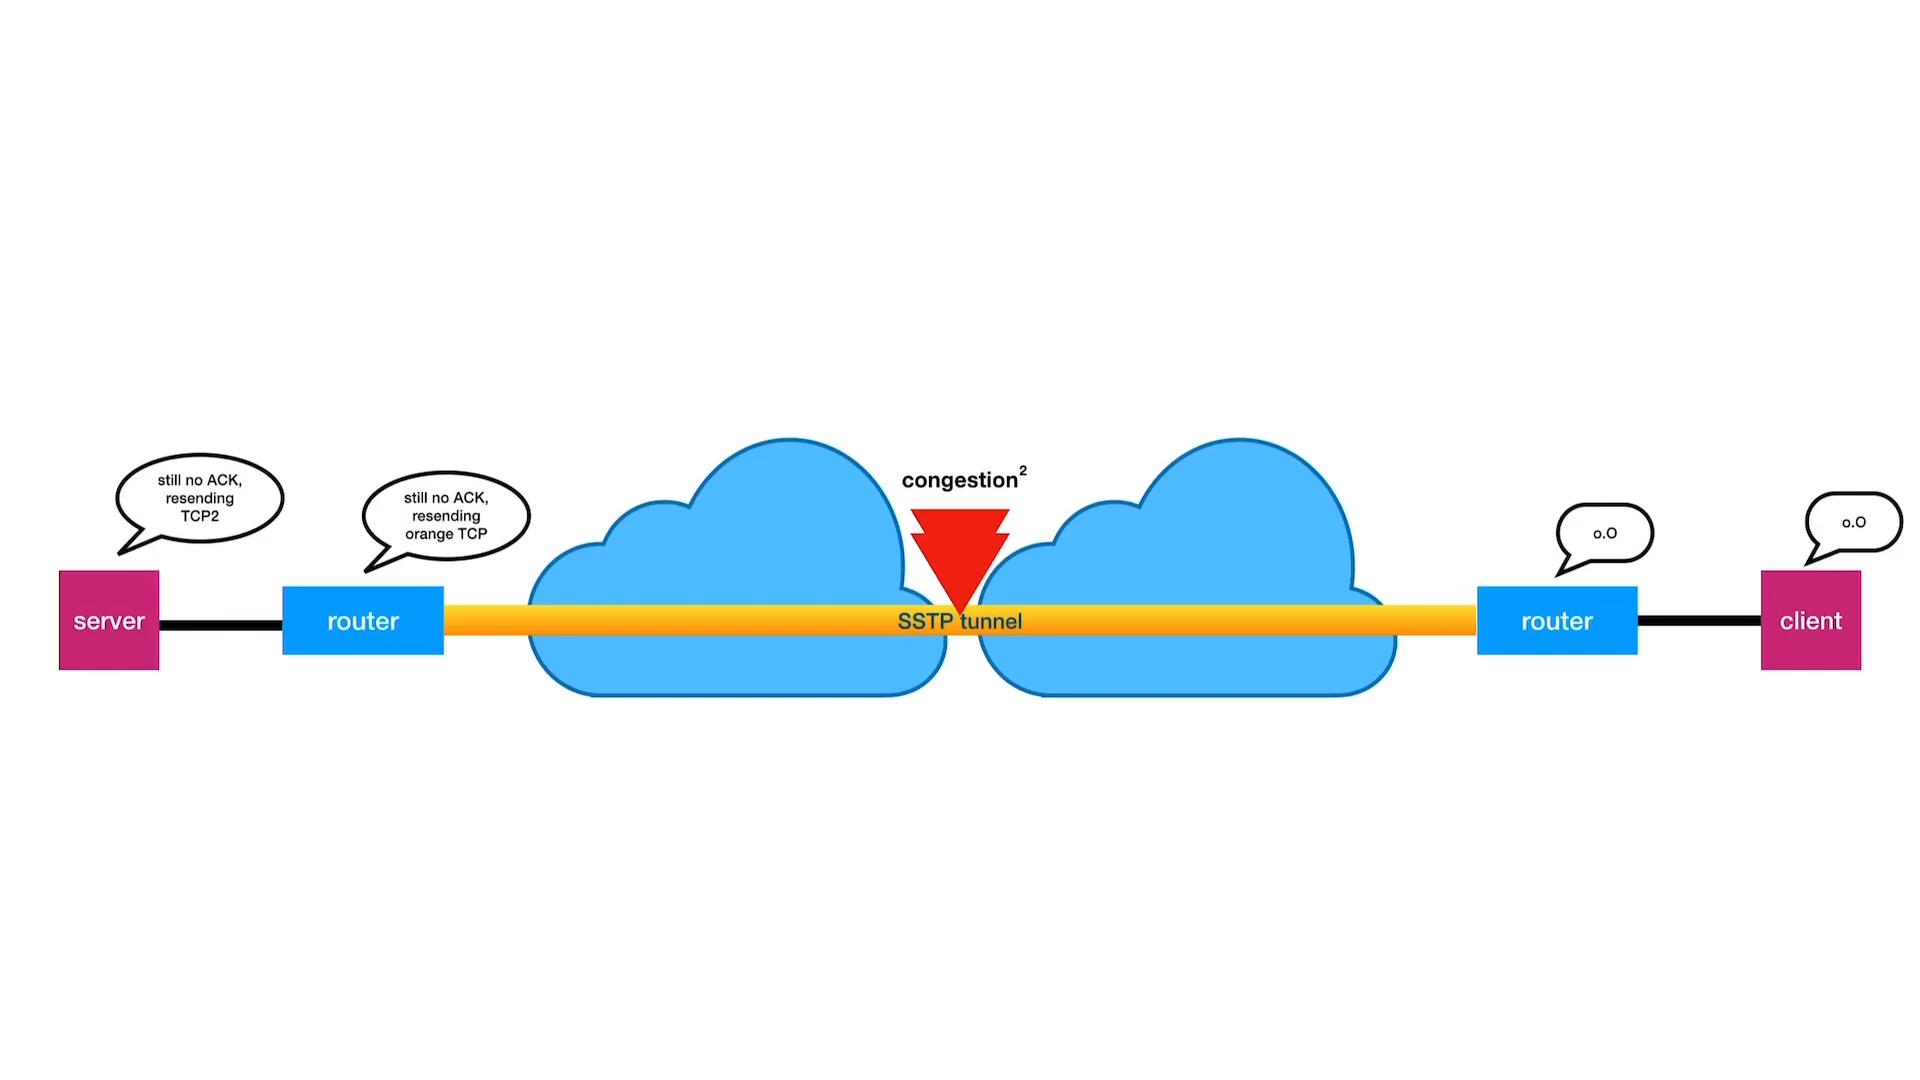 still no ACK,
resending
TCP2
still no ACK,
resending
orange TCP
congestion²
o.O
o.O
server
router
SSTP tunnel
router
client